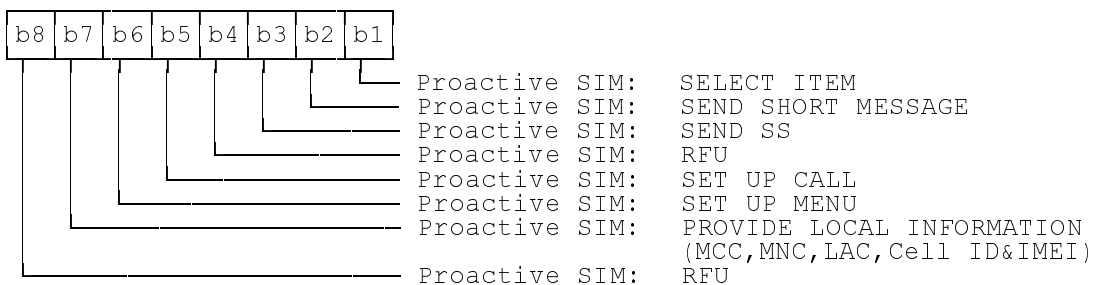 b8 b7 b6 b5 b4 b3 b2 b1
Proactive SIM: SELECT ITEM
Proactive SIM: SEND SHORT MESSAGE
Proactive SIM: SEND SS
Proactive SIM: RFU
Proactive SIM: SET UP CALL
Proactive SIM: SET UP MENU
Proactive SIM: PROVIDE LOCAL INFORMATION
(MCC,MNC,LAC,Cell ID&IMEI)
Proactive SIM: RFU